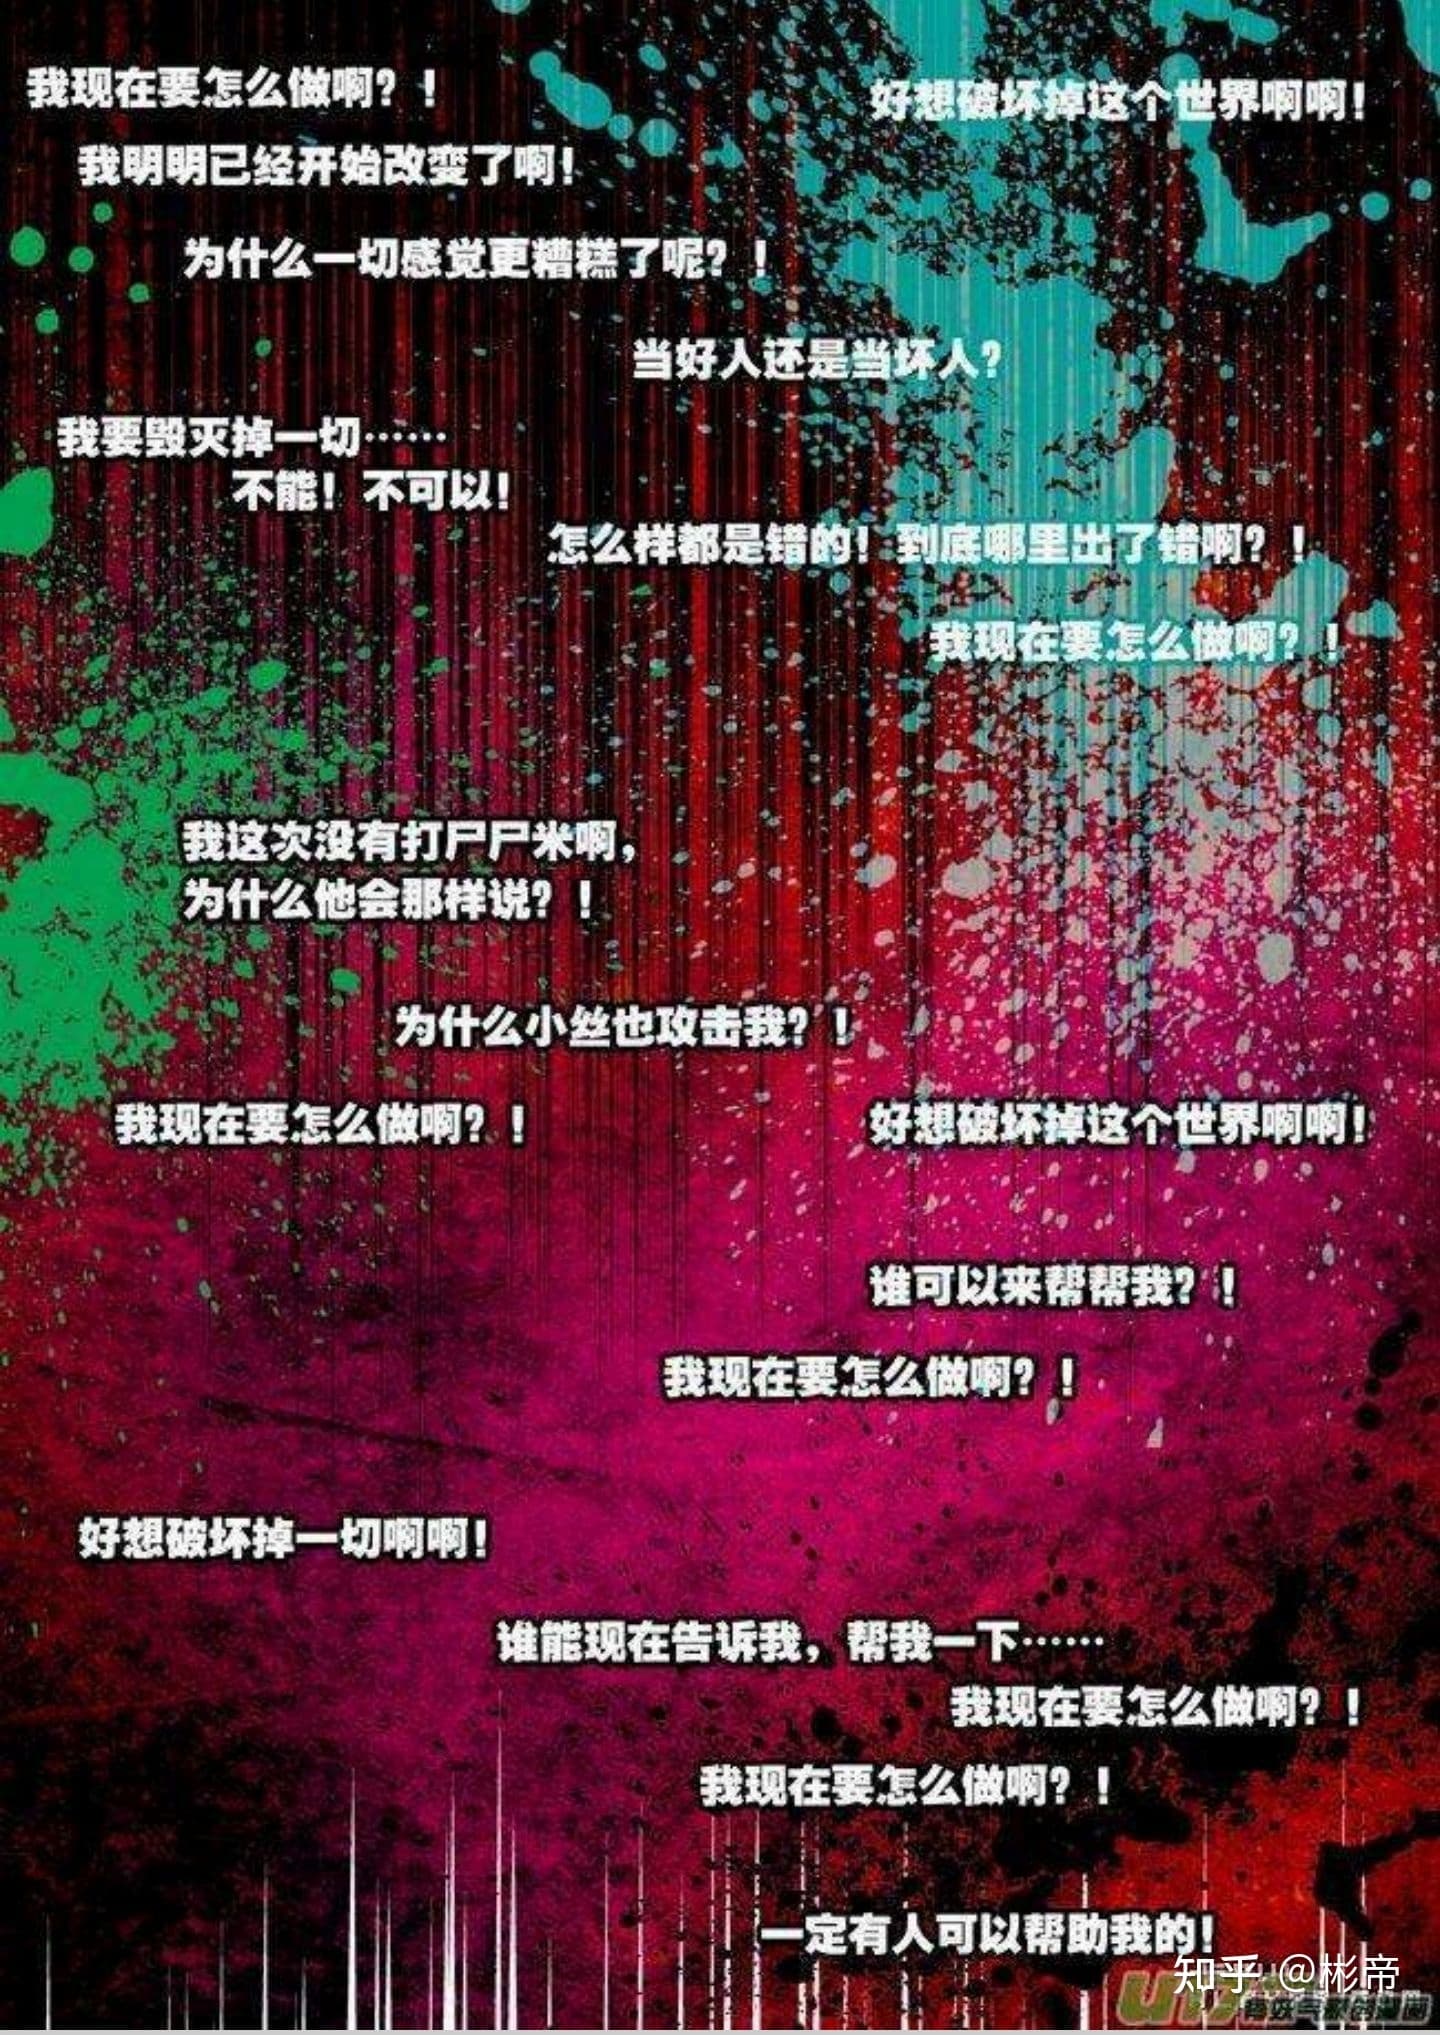 我现在要怎么做啊？！
好想破坏掉这个世界啊啊！
我明明已经开始改变了啊！
为什么一切感觉更糟糕了呢？！
当好人还是当坏人？
我要毁灭掉一切……
不能！不可以！
怎么样都是错的！到底哪里出了错啊？！
我现在要怎么做啊？！
我这次没有打尸尸米啊，
为什么他会那样说？！
为什么小丝也攻击我？！
我现在要怎么做啊？！
好想破坏掉这个世界啊啊！
谁可以来帮帮我？！
我现在要怎么做啊？！
好想破坏掉一切啊啊！
谁能现在告诉我，帮我一下……
我现在要怎么做啊？！
我现在要怎么做啊？！
一定有人可以帮助我的！
知乎 @彬帝